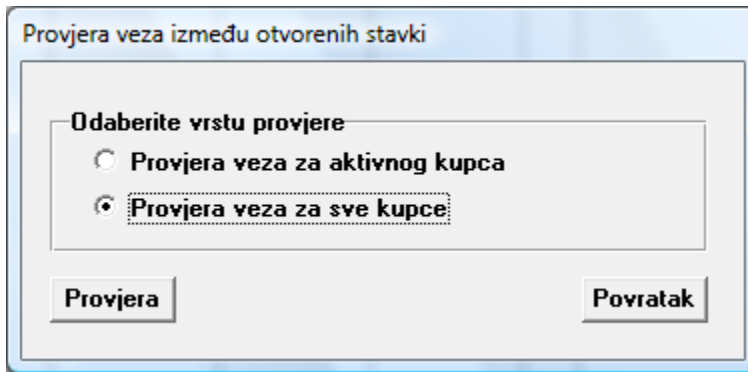 Provjera veza između otvorenih stavki
Odaberite vrstu provjere
Provjera veza za aktivnog kupca
Provjera veza za sve kupce
Provjera
Povratak